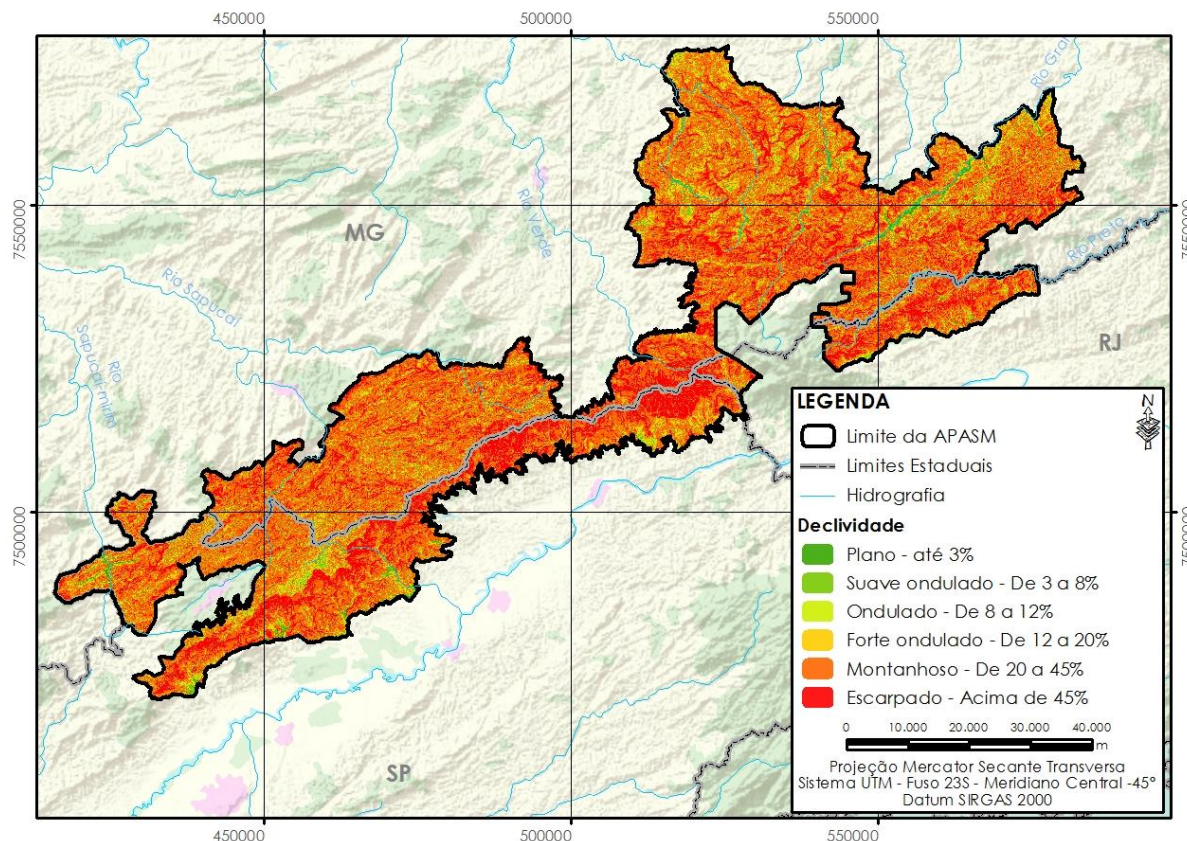 450000
500000
550000
Rio Gran
7550000
7550000
Rio Verde
MG
Rio Preto
Rio Sapucaí
Rio
Sapucaí-mirim
RJ
7500000
7500000
SP
LEGENDA
N
Limite da APASM
Limites Estaduais
Hidrografia
Declividade
Plano - até 3%
Suave ondulado - De 3 a 8%
Ondulado - De 8 a 12%
Forte ondulado - De 12 a 20%
Montanhoso - De 20 a 45%
Escarpado - Acima de 45%
0 10.000 20.000 30.000 40.000
m
Projeção Mercator Secante Transversa
Sistema UTM - Fuso 23S - Meridiano Central -45°
Datum SIRGAS 2000
450000
500000
550000